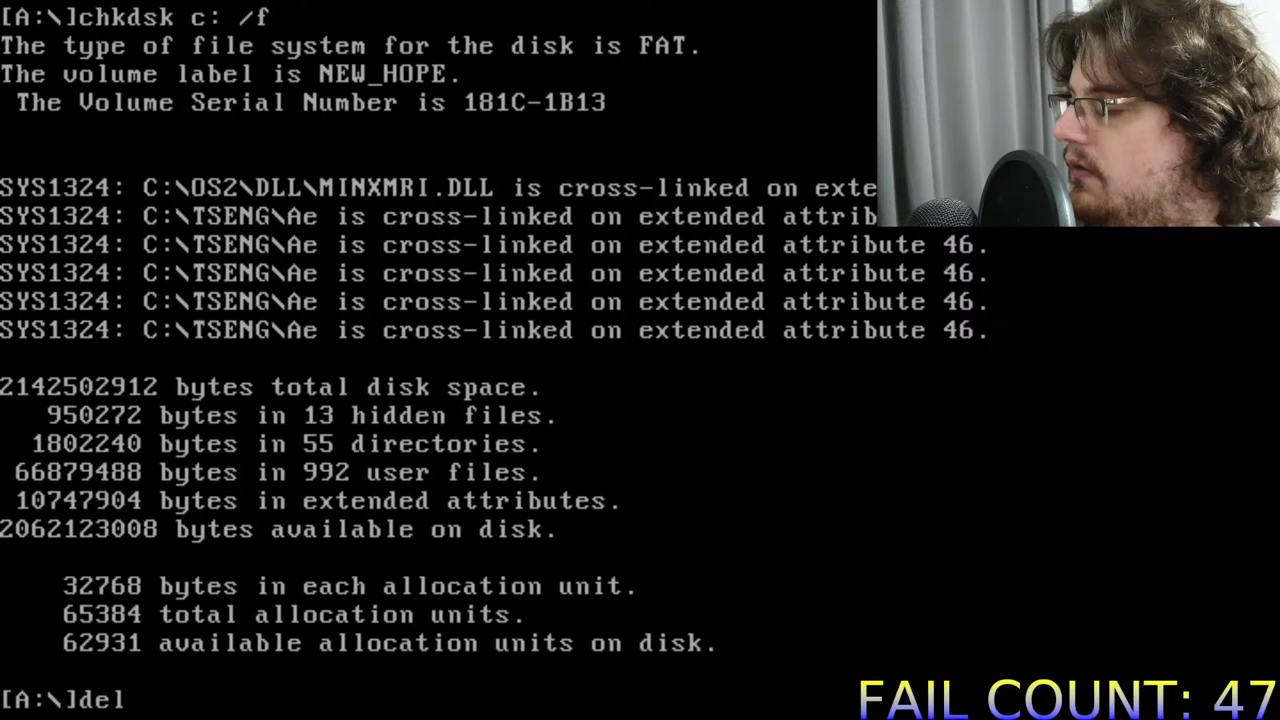 [A:\]chkdsk c: /f
The type of file system for the disk is FAT.
The volume label is NEW_HOPE.
 The Volume Serial Number is 181C-1B13
SYS1324: C:\OS2\DLL\MINXMRI.DLL is cross-linked on exte
SYS1324: C:\TSENG\Ae is cross-linked on extended attrib
SYS1324: C:\TSENG\Ae is cross-linked on extended attribute 46.
SYS1324: C:\TSENG\Ae is cross-linked on extended attribute 46.
SYS1324: C:\TSENG\Ae is cross-linked on extended attribute 46.
SYS1324: C:\TSENG\Ae is cross-linked on extended attribute 46.
2142502912 bytes total disk space.
   950272 bytes in 13 hidden files.
  1802240 bytes in 55 directories.
 66879488 bytes in 992 user files.
 10747904 bytes in extended attributes.
2062123008 bytes available on disk.
    32768 bytes in each allocation unit.
    65384 total allocation units.
    62931 available allocation units on disk.
[A:\]del
FAIL COUNT: 47